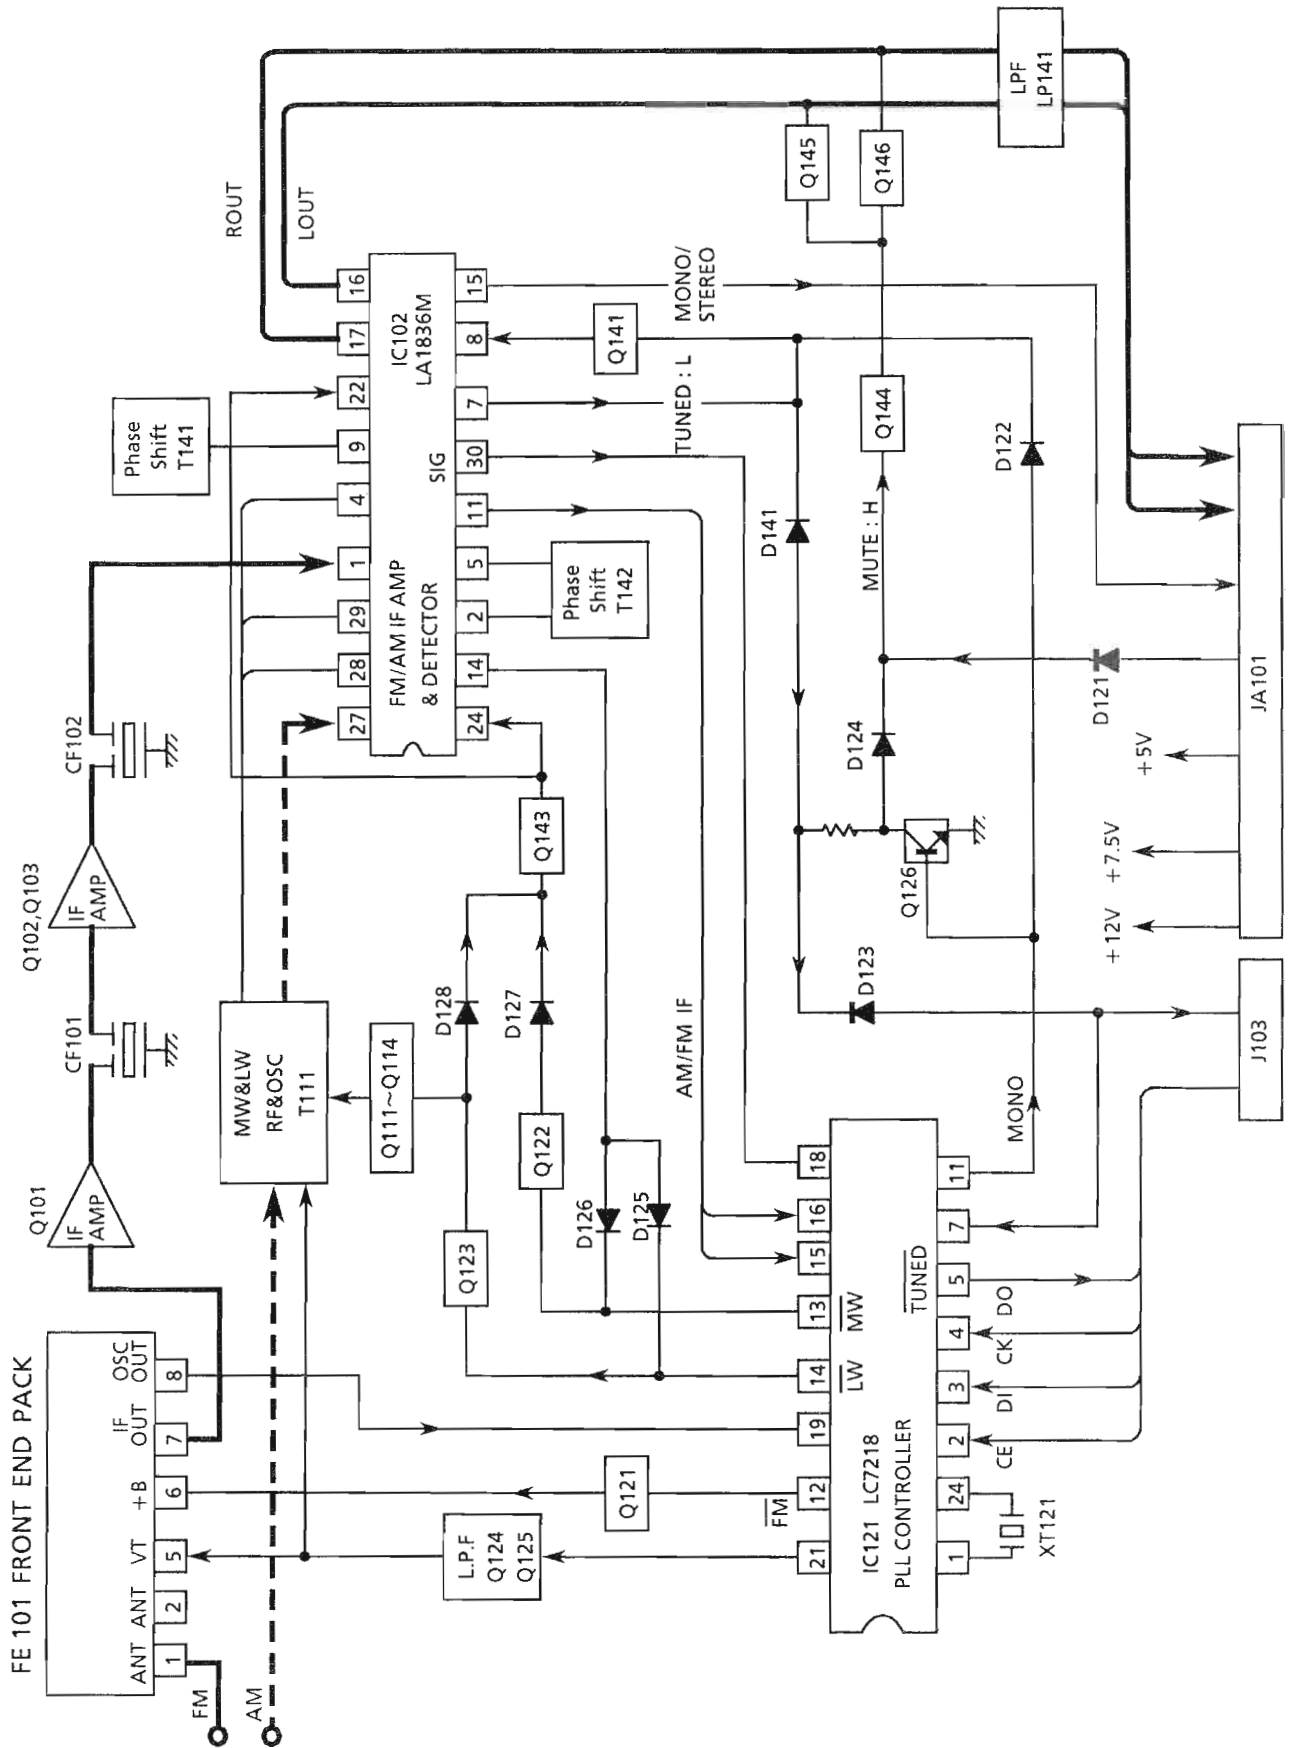 FE 101 FRONT END PACK
ANT
ANT
VT
+B
IF
OUT
OSC
OUT
1
2
5
6
7
8
FM
AM
Q101
IF
AMP
CF101
Q102,Q103
IF
AMP
CF102
MW&LW
RF&OSC
T111
Q111~Q114
Phase
Shift
T141
ROUT
LOUT
27
28
29
1
4
9
22
17
16
FM/AM IF AMP
& DETECTOR
SIG
IC102
LA1836M
24
14
2
5
11
30
7
8
15
Phase
Shift
T142
Q141
TUNED : L
MONO/
STEREO
L.P.F
Q124
Q125
Q121
Q123
D128
Q122
D127
Q143
D126
D125
AM/FM IF
Q145
Q146
LPF
LP141
D141
MUTE : H
Q144
D124
Q126
D123
D122
D121
FM
LW
MW
21
12
19
14
13
15
16
18
IC121 LC7218
PLL CONTROLLER
TUNED
1
24
2
3
4
5
7
11
XT121
CE
DI
CK
DO
MONO
+12V
+7.5V
+5V
J103
JA101